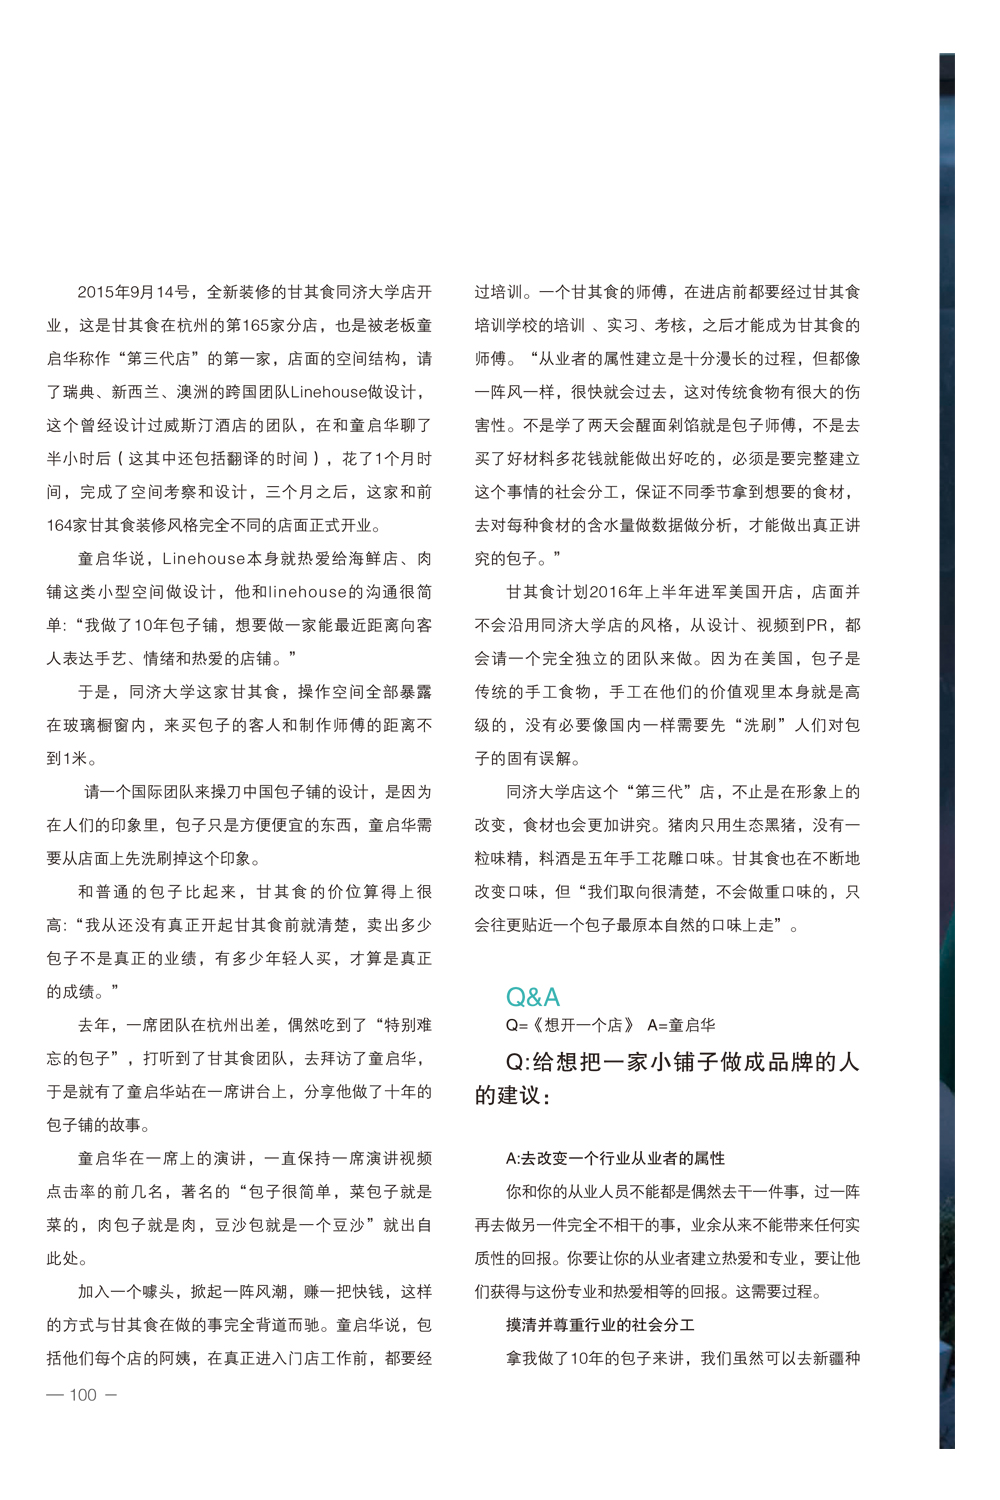 2015年9月14号，全新装修的甘其食同济大学店开
业，这是甘其食在杭州的第165家分店，也是被老板童
启华称作“第三代店”的第一家，店面的空间结构，请
了瑞典、新西兰、澳洲的跨国团队Linehouse做设计，
这个曾经设计过威斯汀酒店的团队，在和童启华聊了
半小时后（这其中还包括翻译的时间），花了1个月时
间，完成了空间考察和设计，三个月之后，这家和前
164家甘其食装修风格完全不同的店面正式开业。
童启华说，Linehouse本身就热爱给海鲜店、肉
铺这类小型空间做设计，他和linehouse的沟通很简
单：“我做了10年包子铺，想要做一家能最近距离向客
人表达手艺、情绪和热爱的店铺。”
于是，同济大学这家甘其食，操作空间全部暴露
在玻璃橱窗内，来买包子的客人和制作师傅的距离不
到1米。
请一个国际团队来操刀中国包子铺的设计，是因为
在人们的印象里，包子只是方便便宜的东西，童启华需
要从店面上先洗刷掉这个印象。
和普通的包子比起来，甘其食的价位算得上很
高：“我从还没有真正开起甘其食前就清楚，卖出多少
包子不是真正的业绩，有多少年轻人买，才算是真正
的成绩。”
去年，一席团队在杭州出差，偶然吃到了“特别难
忘的包子”，打听到了甘其食团队，去拜访了童启华，
于是就有了童启华站在一席讲台上，分享他做了十年的
包子铺的故事。
童启华在一席上的演讲，一直保持一席演讲视频
点击率的前几名，著名的“包子很简单，菜包子就是
菜的，肉包子就是肉，豆沙包就是一个豆沙”就出自
此处。
加入一个噱头，掀起一阵风潮，赚一把快钱，这样
的方式与甘其食在做的事完全背道而驰。童启华说，包
括他们每个店的阿姨，在真正进入门店工作前，都要经
过培训。一个甘其食的师傅，在进店前都要经过甘其食
培训学校的培训 、实习、考核，之后才能成为甘其食的
师傅。“从业者的属性建立是十分漫长的过程，但都像
一阵风一样，很快就会过去，这对传统食物有很大的伤
害性。不是学了两天会醒面剁馅就是包子师傅，不是去
买了好材料多花钱就能做出好吃的，必须是要完整建立
这个事情的社会分工，保证不同季节拿到想要的食材，
去对每种食材的含水量做数据做分析，才能做出真正讲
究的包子。”
甘其食计划2016年上半年进军美国开店，店面并
不会沿用同济大学店的风格，从设计、视频到PR，都
会请一个完全独立的团队来做。因为在美国，包子是
传统的手工食物，手工在他们的价值观里本身就是高
级的，没有必要像国内一样需要先“洗刷”人们对包
子的固有误解。
同济大学店这个“第三代”店，不止是在形象上的
改变，食材也会更加讲究。猪肉只用生态黑猪，没有一
粒味精，料酒是五年手工花雕口味。甘其食也在不断地
改变口味，但“我们取向很清楚，不会做重口味的，只
会往更贴近一个包子最原本自然的口味上走”。
Q&A
Q=《想开一个店》 A=童启华
Q:给想把一家小铺子做成品牌的人
的建议：
A:去改变一个行业从业者的属性
你和你的从业人员不能都是偶然去干一件事，过一阵
再去做另一件完全不相干的事，业余从来不能带来任何实
质性的回报。你要让你的从业者建立热爱和专业，要让他
们获得与这份专业和热爱相等的回报。这需要过程。
摸清并尊重行业的社会分工
拿我做了10年的包子来讲，我们虽然可以去新疆种
— 100 —